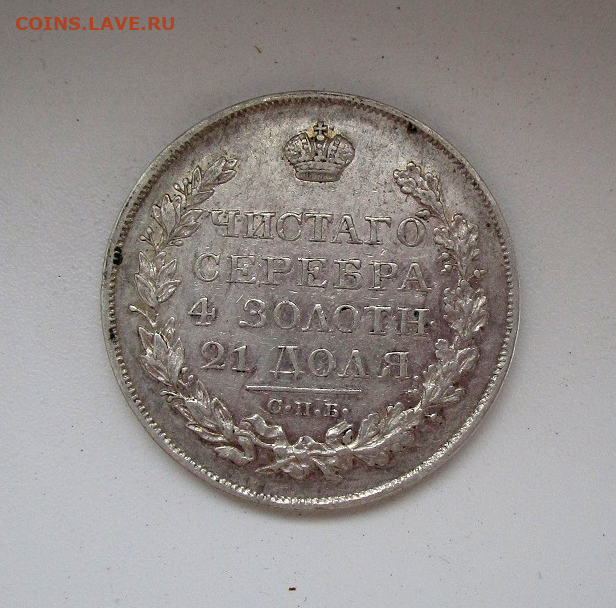 COINS.LAVE.RU
ЧИСТАГО
СЕРЕБРА
4 ЗОЛОТН
21 ДОЛЯ
С·П·Б·